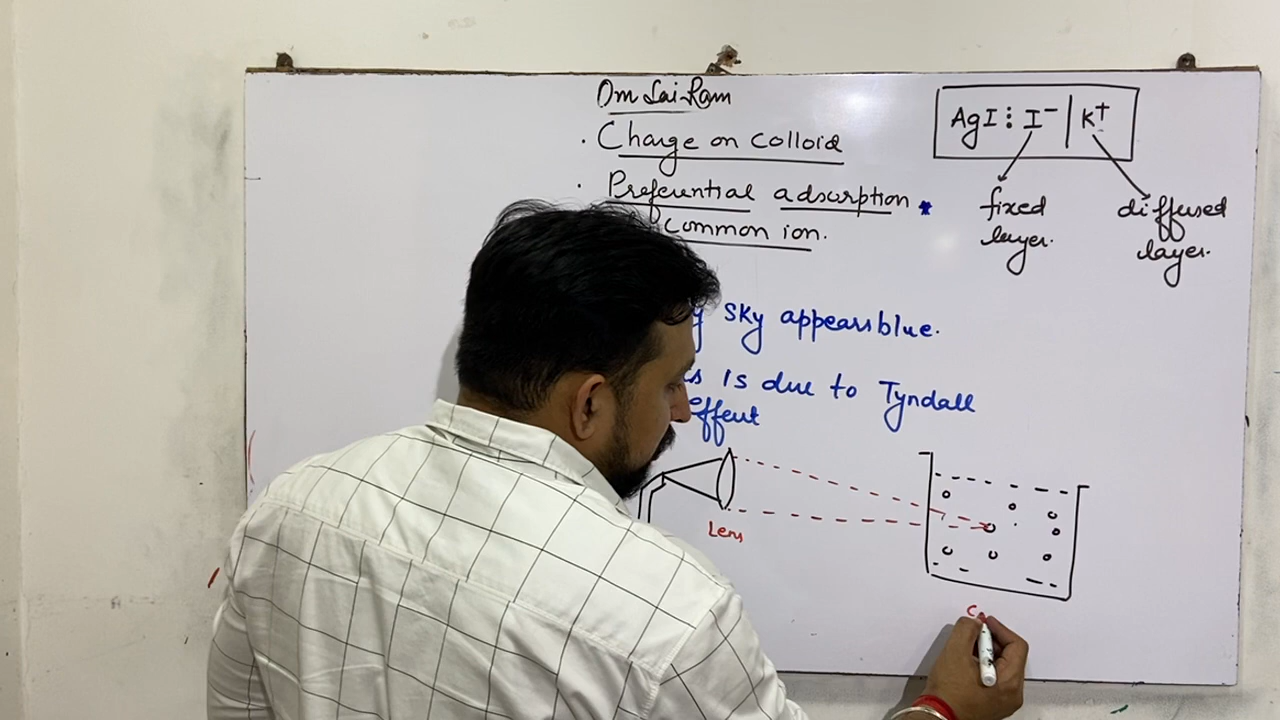 Om Sai Ram
. Charge on Colloid
. Preferential adsorption
common ion.
AgI ⋮ I⁻ | K⁺
fixed
layer.
diffused
layer.
sky appears blue.
is due to Tyndall
effect
Lens